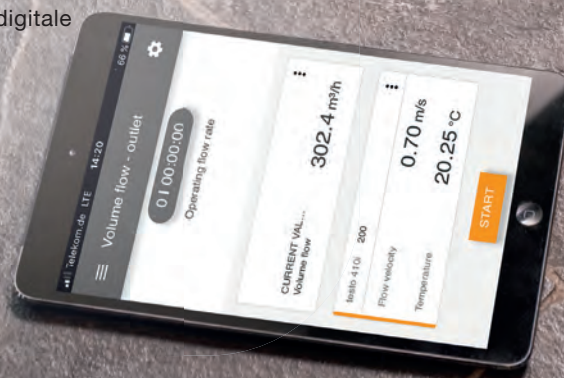 digitale
Telekom.de LTE 14:20 66 %
Volume flow - outlet
0 I 00:00:00
Operating flow rate
CURRENT VAL...
Volume flow 302.4 m³/h
testo 410i 200
Flow velocity 0.70 m/s
Temperature 20.25 °C
START